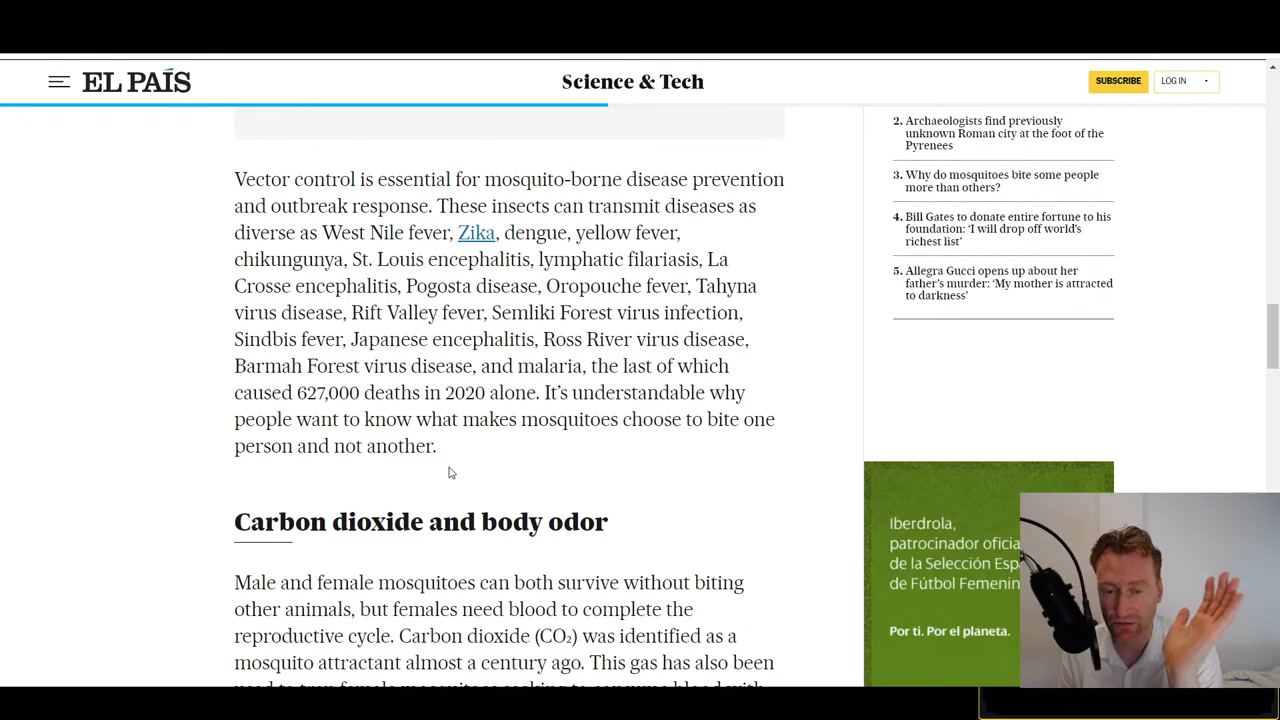 EL PAÍS
Science & Tech
SUBSCRIBE
LOG IN
Vector control is essential for mosquito-borne disease prevention
and outbreak response. These insects can transmit diseases as
diverse as West Nile fever, Zika, dengue, yellow fever,
chikungunya, St. Louis encephalitis, lymphatic filariasis, La
Crosse encephalitis, Pogosta disease, Oropouche fever, Tahyna
virus disease, Rift Valley fever, Semliki Forest virus infection,
Sindbis fever, Japanese encephalitis, Ross River virus disease,
Barmah Forest virus disease, and malaria, the last of which
caused 627,000 deaths in 2020 alone. It's understandable why
people want to know what makes mosquitoes choose to bite one
person and not another.
Carbon dioxide and body odor
Male and female mosquitoes can both survive without biting
other animals, but females need blood to complete the
reproductive cycle. Carbon dioxide (CO₂) was identified as a
mosquito attractant almost a century ago. This gas has also been
2. Archaeologists find previously
unknown Roman city at the foot of the
Pyrenees
3. Why do mosquitoes bite some people
more than others?
4. Bill Gates to donate entire fortune to his
foundation: 'I will drop off world's
richest list'
5. Allegra Gucci opens up about her
father's murder: 'My mother is attracted
to darkness'
Iberdrola,
patrocinador oficia
de la Selección Esp
de Fútbol Femenin
Por ti. Por el planeta.